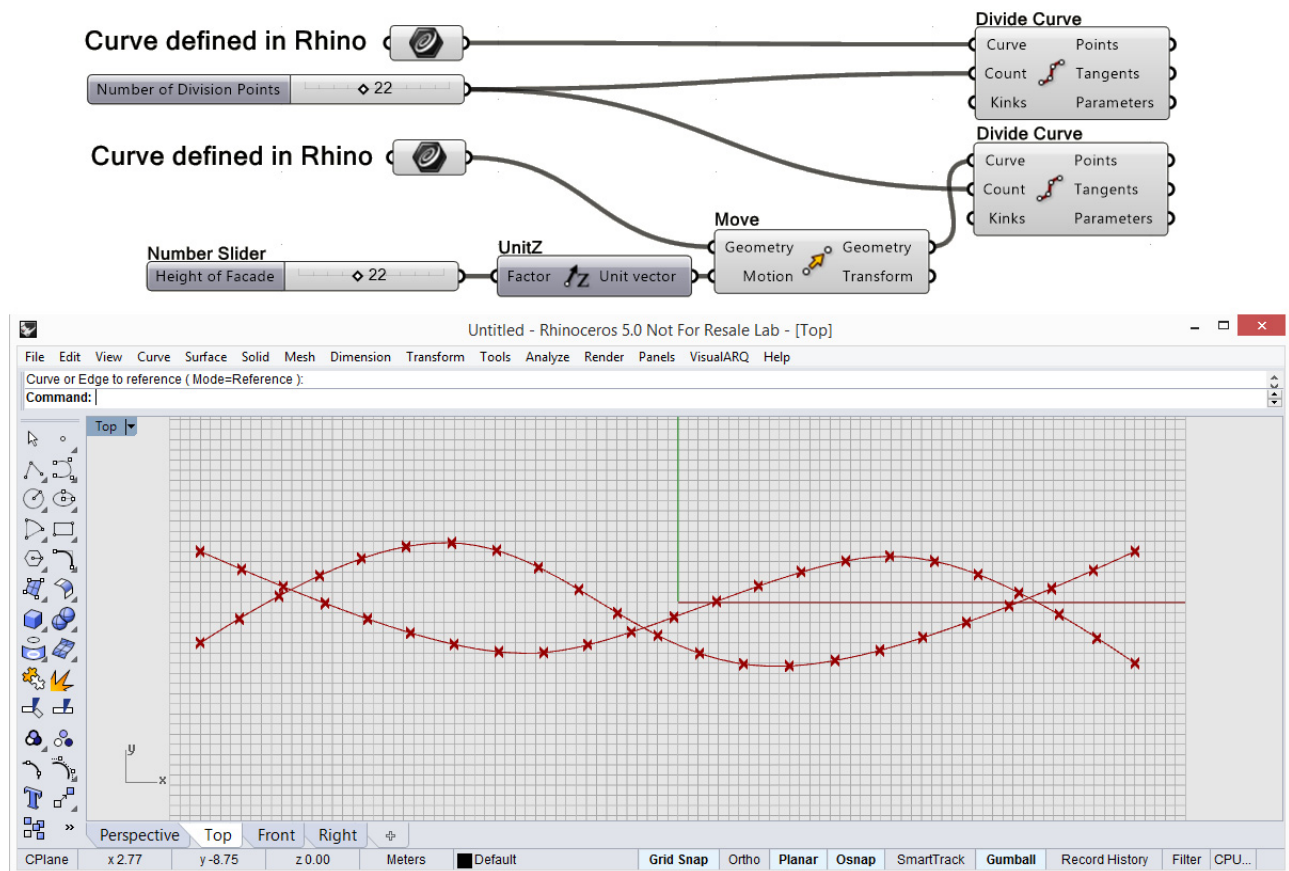 Divide Curve
Curve defined in Rhino
Curve Points
Count Tangents
Number of Division Points 22
Kinks Parameters
Divide Curve
Curve defined in Rhino
Curve Points
Count Tangents
Kinks Parameters
Move
Number Slider
UnitZ
Geometry Geometry
Height of Facade 22
Factor Z Unit vector
Motion Transform
Untitled - Rhinoceros 5.0 Not For Resale Lab - [Top]
File Edit View Curve Surface Solid Mesh Dimension Transform Tools Analyze Render Panels VisualARQ Help
Curve or Edge to reference ( Mode=Reference ):
Command:
Top
y
x
T
»
Perspective Top Front Right
CPlane x 2.77 y -8.75 z 0.00 Meters Default Grid Snap Ortho Planar Osnap SmartTrack Gumball Record History Filter CPU...